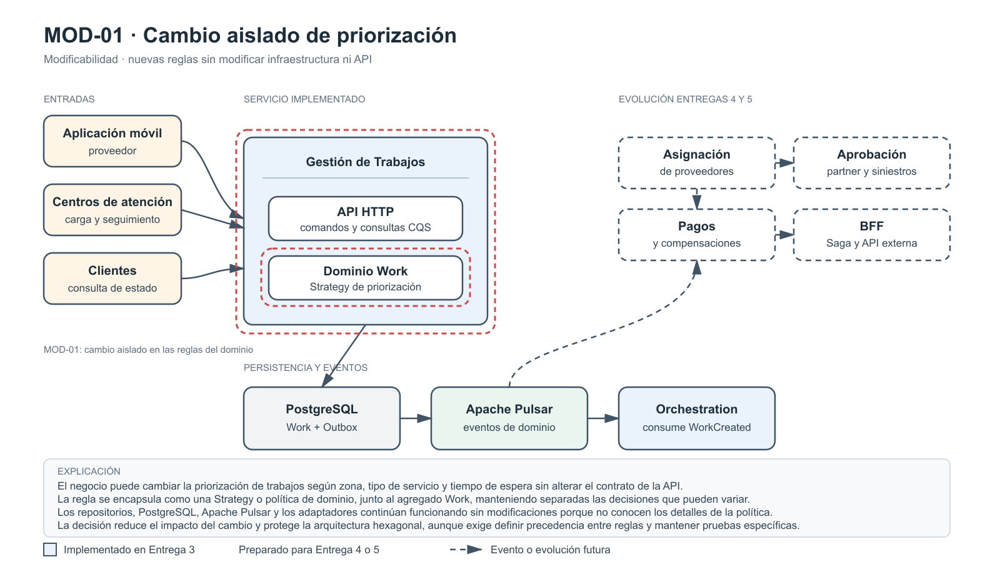 MOD-01 · Cambio aislado de priorización
Modificabilidad · nuevas reglas sin modificar infraestructura ni API
ENTRADAS
Aplicación móvil
proveedor
Centros de atención
carga y seguimiento
Clientes
consulta de estado
SERVICIO IMPLEMENTADO
Gestión de Trabajos
API HTTP
comandos y consultas CQS
Dominio Work
Strategy de priorización
EVOLUCIÓN ENTREGAS 4 Y 5
Asignación
de proveedores
Aprobación
partner y siniestros
Pagos
y compensaciones
BFF
Saga y API externa
MOD-01: cambio aislado en las reglas del dominio
PERSISTENCIA Y EVENTOS
PostgreSQL
Work + Outbox
Apache Pulsar
eventos de dominio
Orchestration
consume WorkCreated
EXPLICACIÓN
El negocio puede cambiar la priorización de trabajos según zona, tipo de servicio y tiempo de espera sin alterar el contrato de la API.
La regla se encapsula como una Strategy o política de dominio, junto al agregado Work, manteniendo separadas las decisiones que pueden variar.
Los repositorios, PostgreSQL, Apache Pulsar y los adaptadores continúan funcionando sin modificaciones porque no conocen los detalles de la política.
La decisión reduce el impacto del cambio y protege la arquitectura hexagonal, aunque exige definir precedencia entre reglas y mantener pruebas específicas.
Implementado en Entrega 3
Preparado para Entrega 4 o 5
Evento o evolución futura